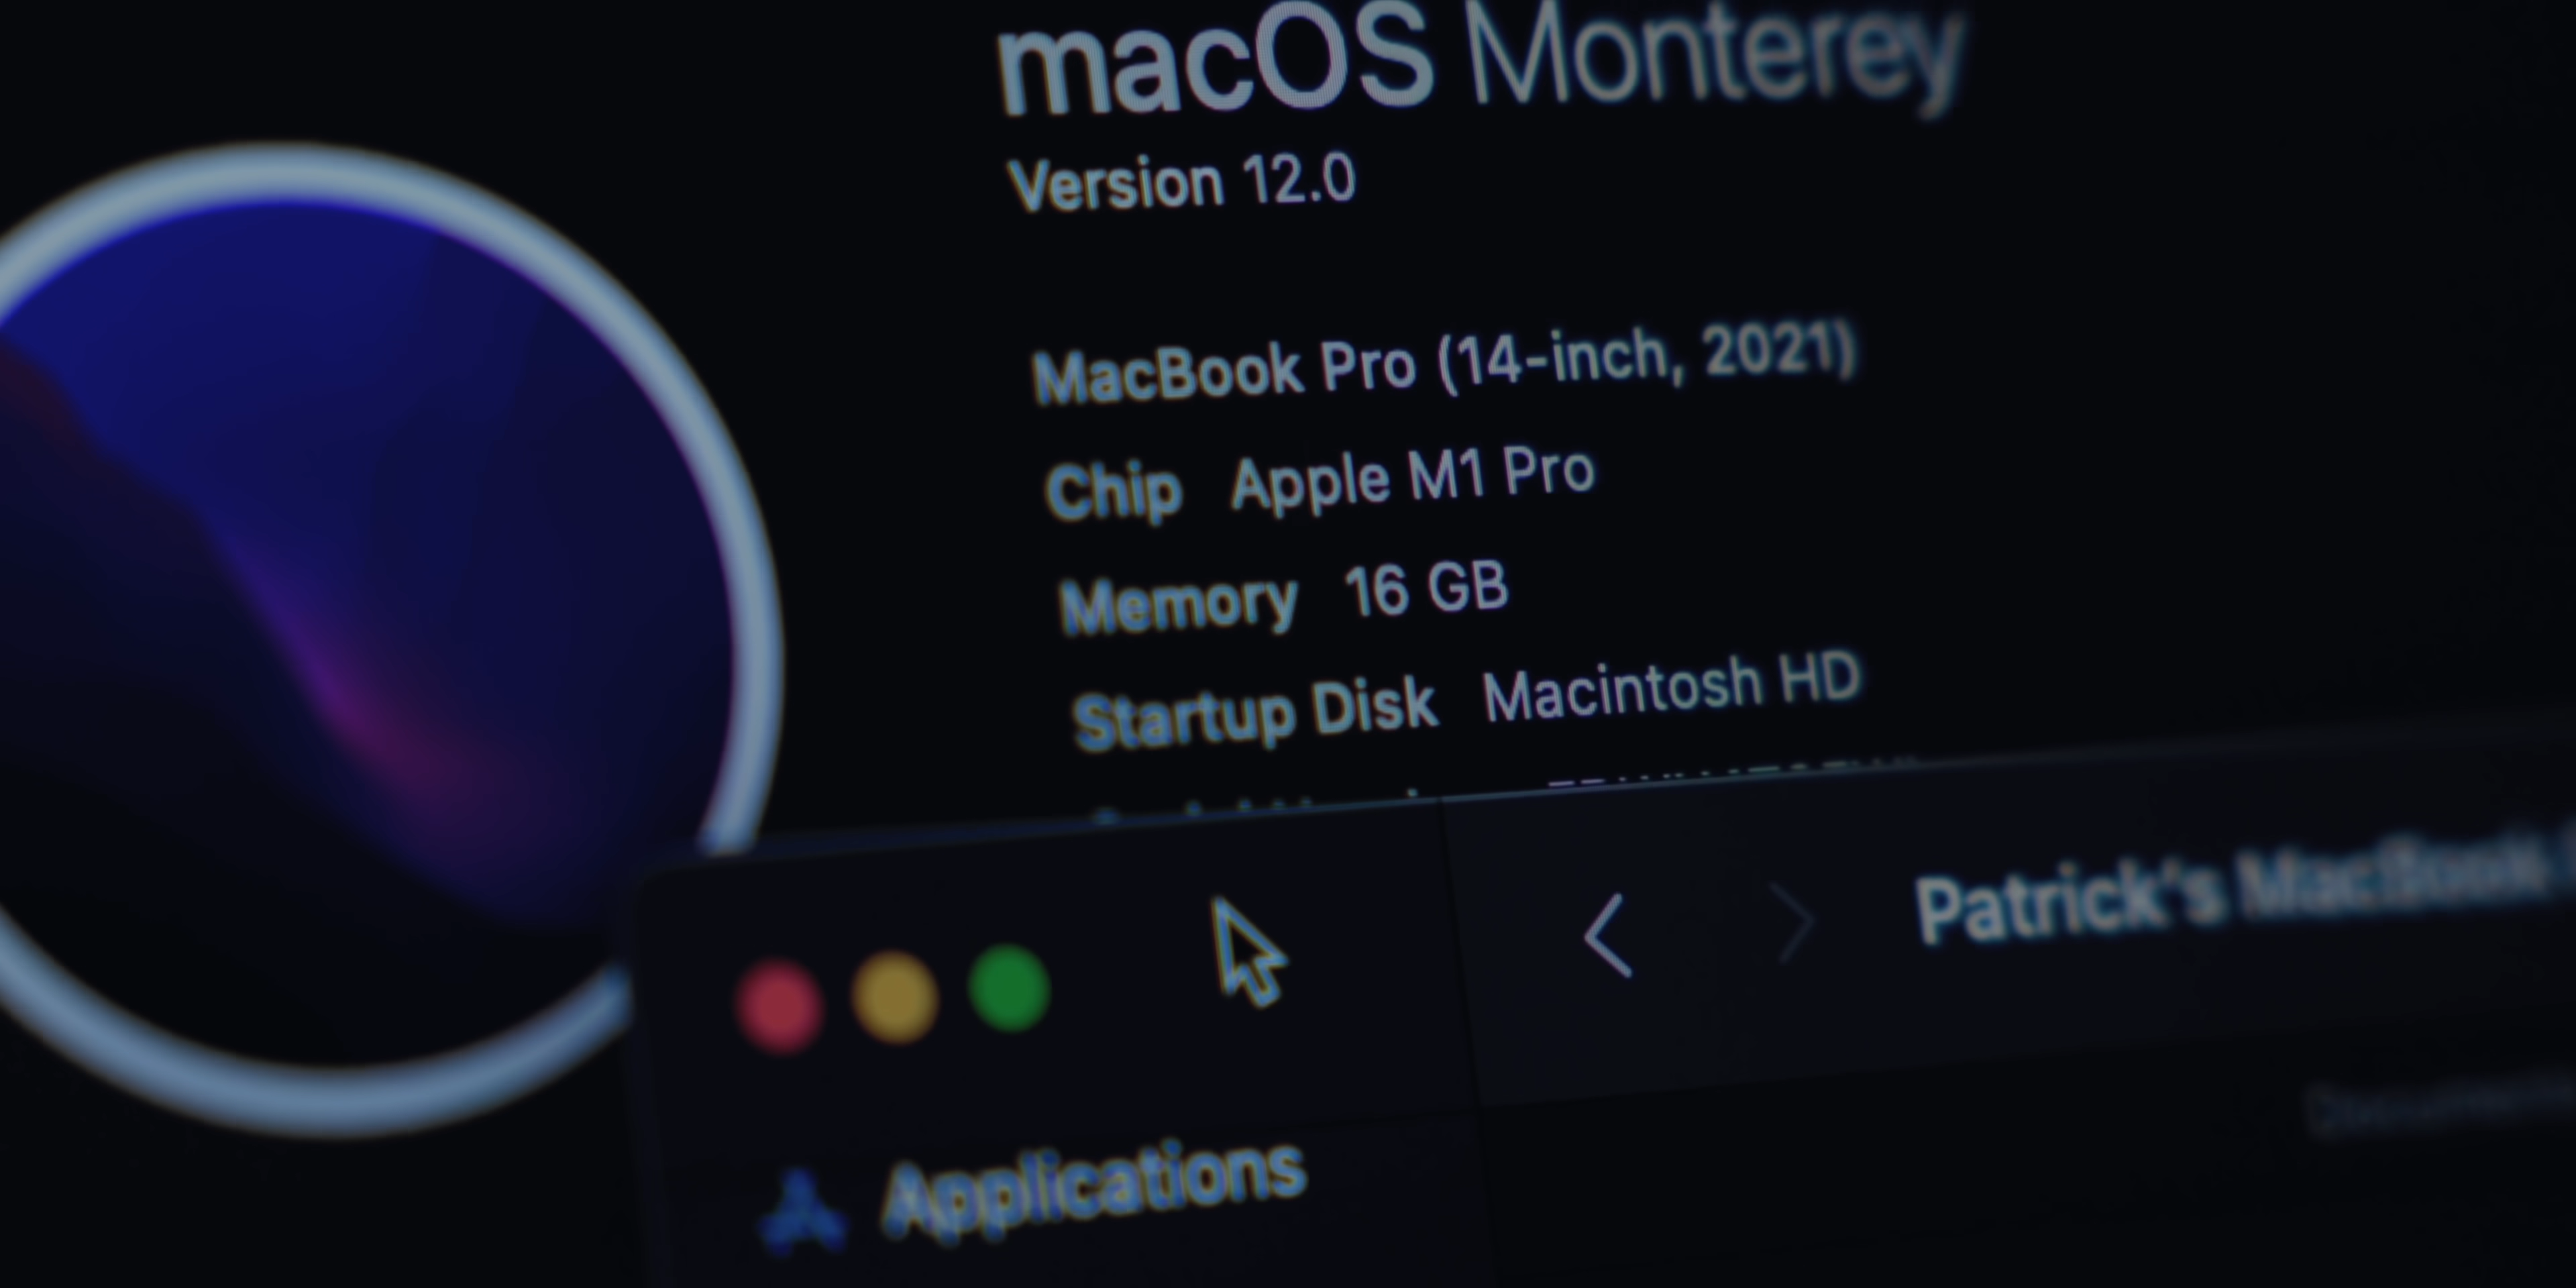 macOS Monterey
Version 12.0
MacBook Pro (14-inch, 2021)
Chip Apple M1 Pro
Memory 16 GB
Startup Disk Macintosh HD
Patrick's MacBook
Applications